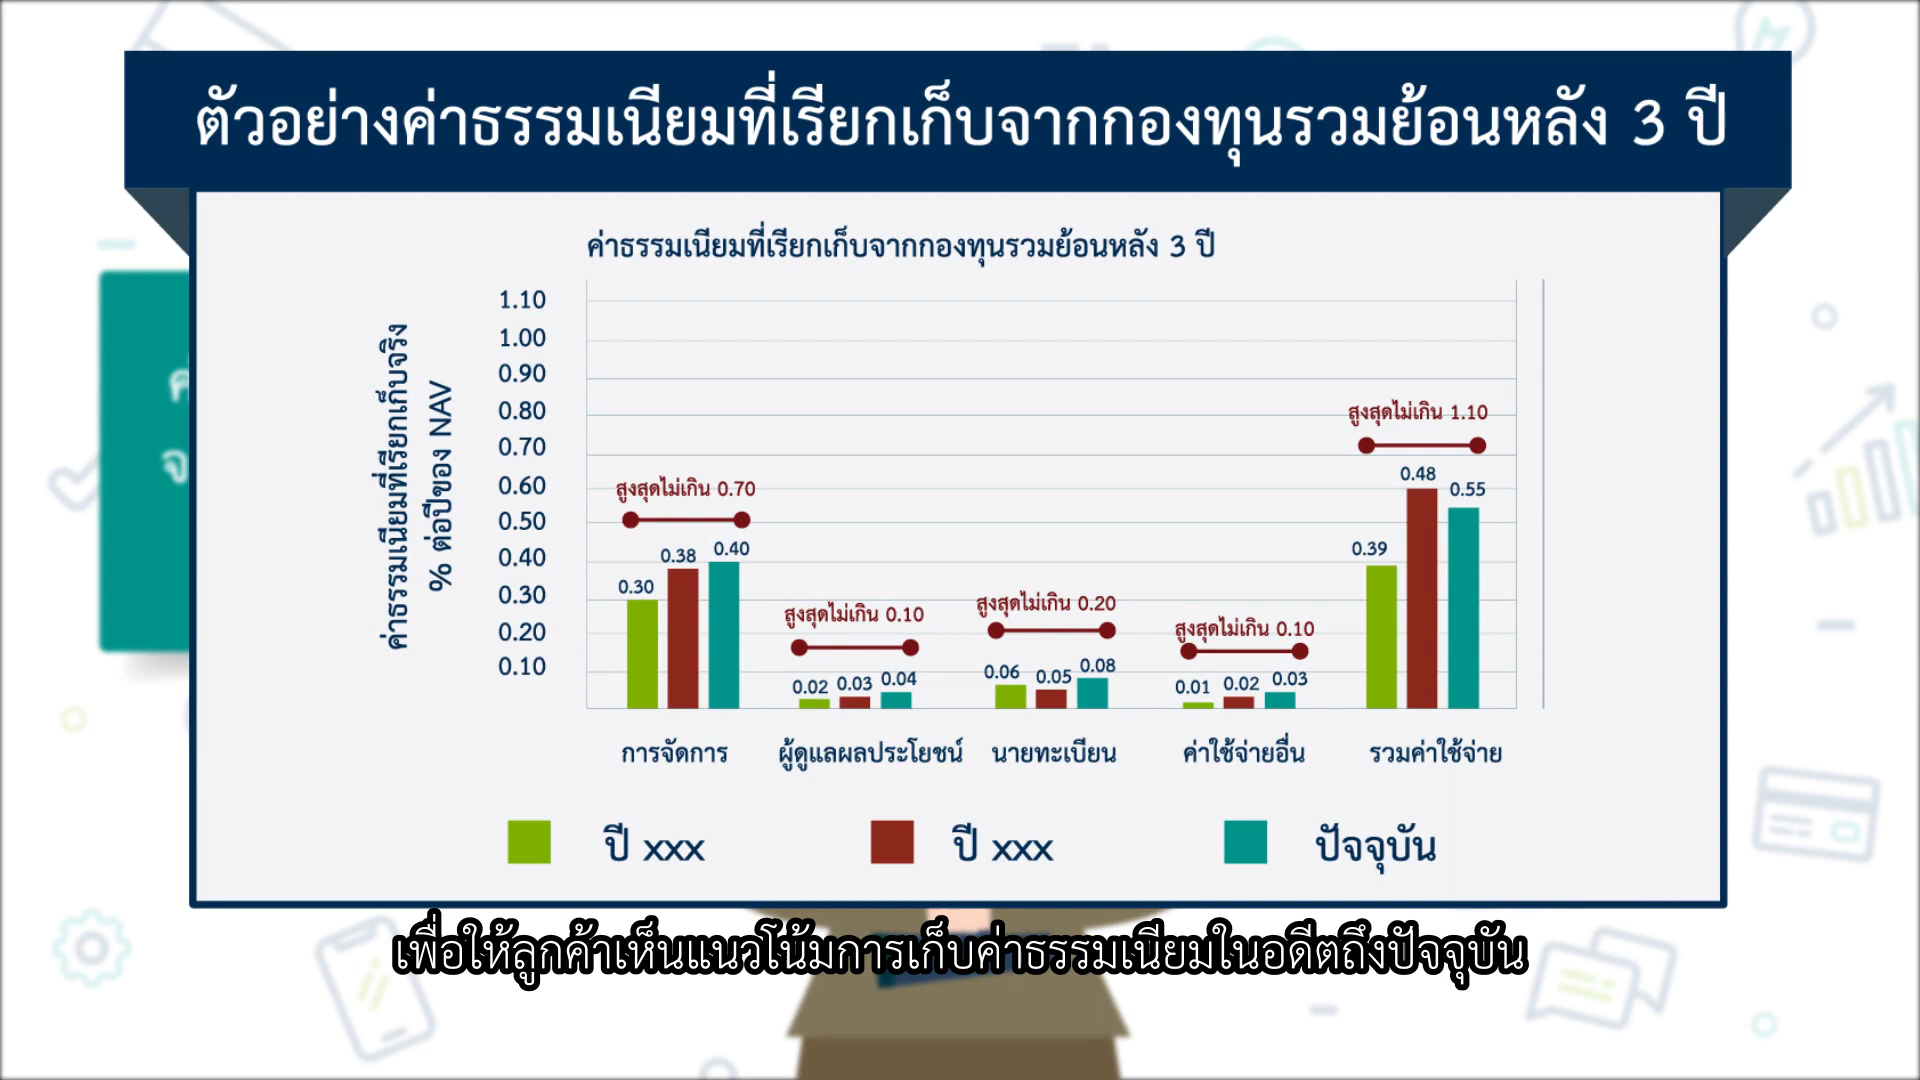 ตัวอย่างค่าธรรมเนียมที่เรียกเก็บจากกองทุนรวมย้อนหลัง 3 ปี
ค่าธรรมเนียมที่เรียกเก็บจากกองทุนรวมย้อนหลัง 3 ปี
ค่าธรรมเนียมที่เรียกเก็บจริง
% ต่อปีของ NAV
1.10
1.00
0.90
0.80
0.70
0.60
0.50
0.40
0.30
0.20
0.10
สูงสุดไม่เกิน 0.70
0.30 0.38 0.40
สูงสุดไม่เกิน 0.10
0.02 0.03 0.04
สูงสุดไม่เกิน 0.20
0.06 0.05 0.08
สูงสุดไม่เกิน 0.10
0.01 0.02 0.03
สูงสุดไม่เกิน 1.10
0.39 0.48 0.55
การจัดการ ผู้ดูแลผลประโยชน์ นายทะเบียน ค่าใช้จ่ายอื่น รวมค่าใช้จ่าย
ปี xxx ปี xxx ปัจจุบัน
เพื่อให้ลูกค้าเห็นแนวโน้มการเก็บค่าธรรมเนียมในอดีตถึงปัจจุบัน